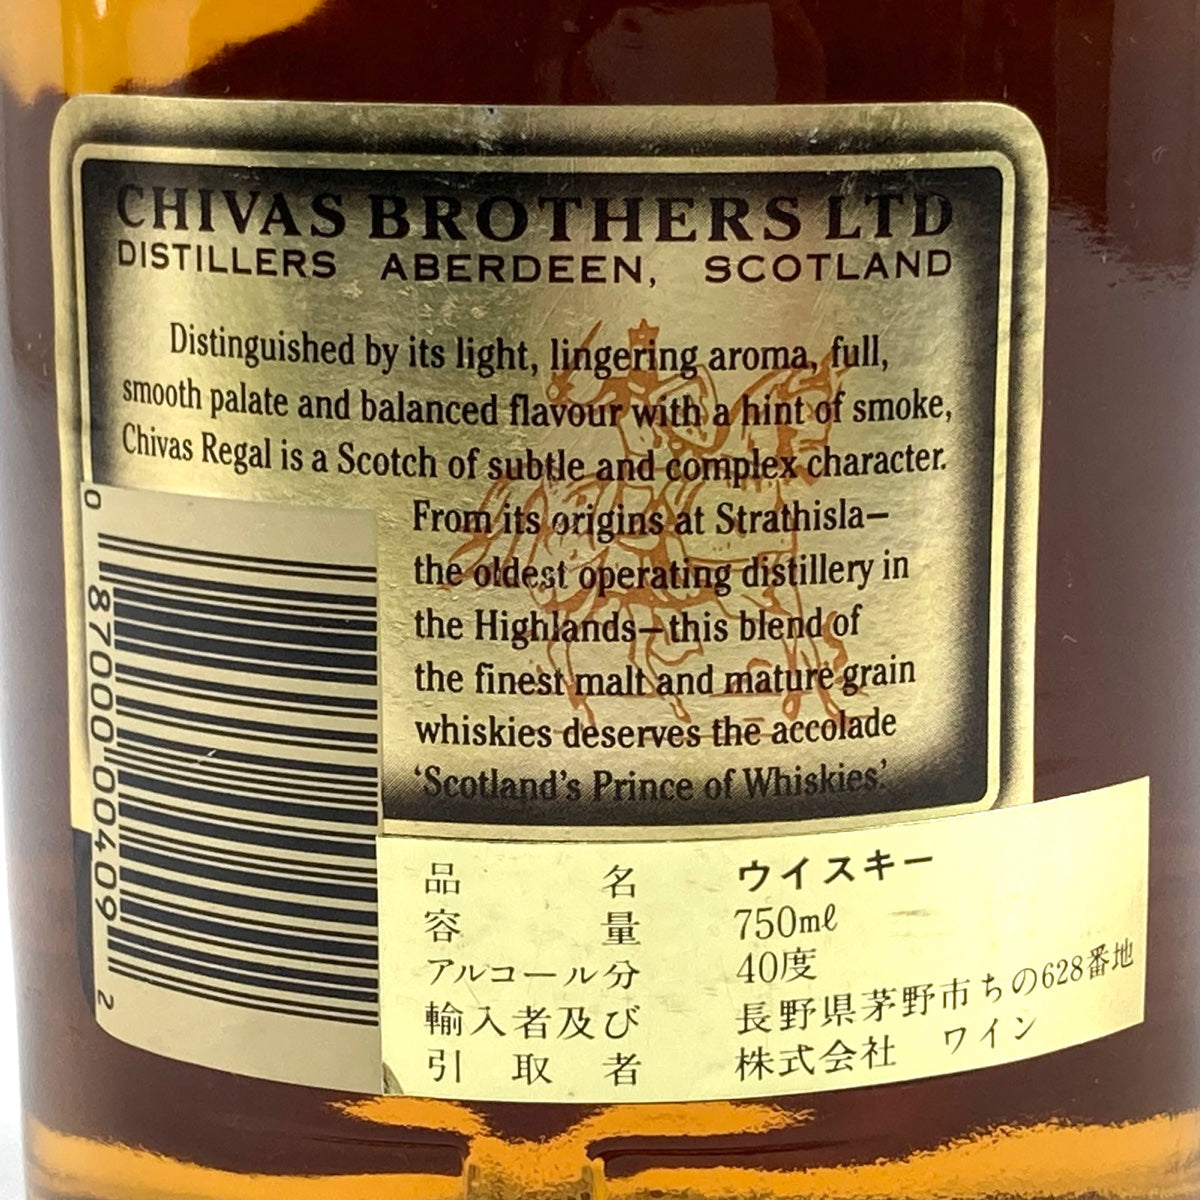 CHIVAS BROTHERS LTD
DISTILLERS ABERDEEN, SCOTLAND
Distinguished by its light, lingering aroma, full,
smooth palate and balanced flavour with a hint of smoke,
Chivas Regal is a Scotch of subtle and complex character.
From its origins at Strathisla—
the oldest operating distillery in
the Highlands—this blend of
the finest malt and mature grain
whiskies deserves the accolade
‘Scotland’s Prince of Whiskies.’
0 87000 00409 2
品名 ウイスキー
容量 750mℓ
アルコール分 40度
輸入者及び 長野県茅野市ちの628番地
引取者 株式会社 ワイン